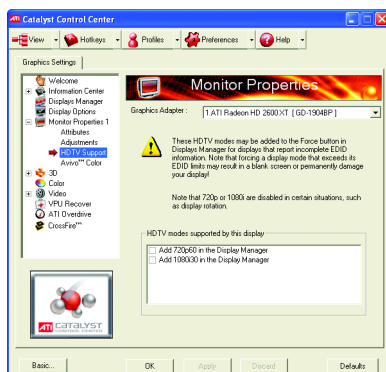 ATI Catalyst Control Center
View Hotkeys Profiles Preferences Help
Graphics Settings
Welcome
Information Center
Displays Manager
Display Options
Monitor Properties 1
Attributes
Adjustments
HDTV Support
Avivo™ Color
3D
Color
Video
VPU Recover
ATI Overdrive
CrossFire™
Monitor Properties
Graphics Adapter :
1.ATI Radeon HD 2600 XT [ GD-1904BP ]
These HDTV modes may be added to the Force button in
Displays Manager for displays that report incomplete EDID
information. Note that forcing a display mode that exceeds its
EDID limits may result in a blank screen or permanently damage
your display!
Note that 720p or 1080i are disabled in certain situations, such
as display rotation.
HDTV modes supported by this display
Add 720p60 in the Display Manager
Add 1080i30 in the Display Manager
ATI CATALYST
CONTROL CENTER
Basic... OK Apply Discard Defaults